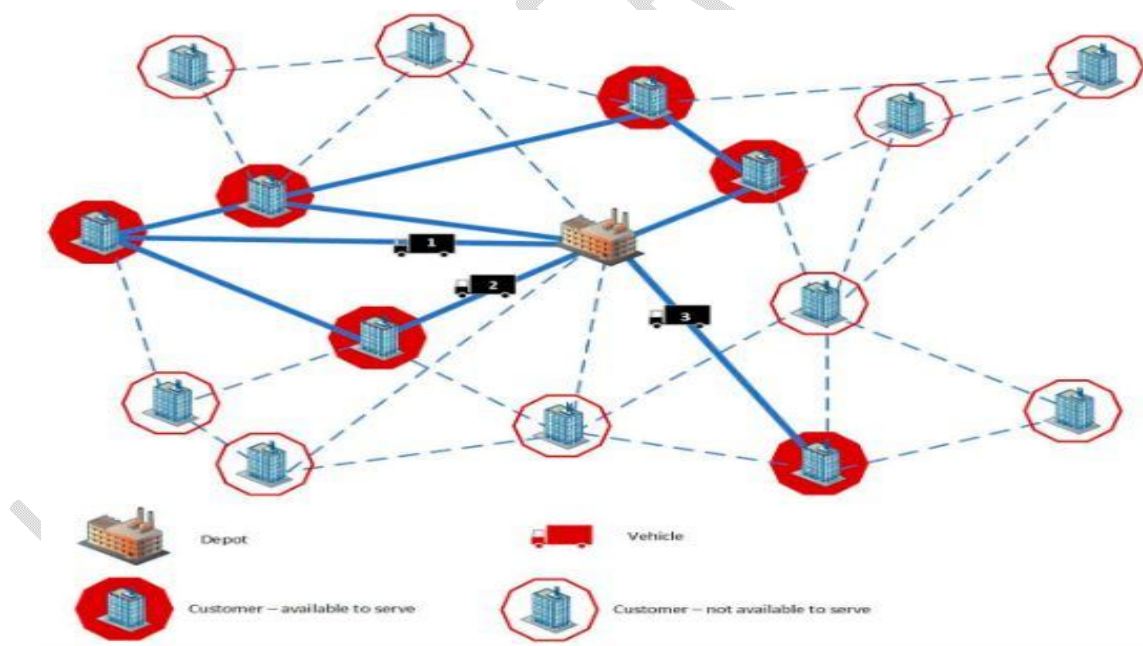 1
2
3
Depot
Vehicle
Customer – available to serve
Customer – not available to serve